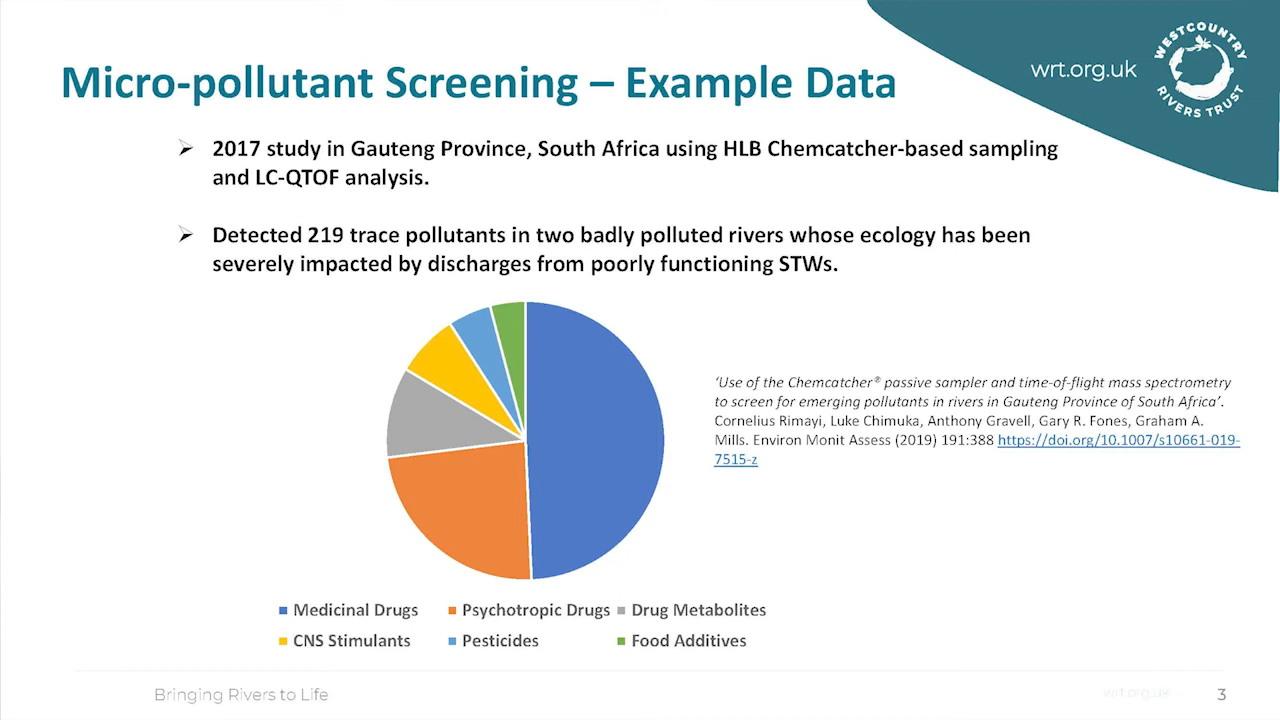 wrt.org.uk
WESTCOUNTRY
RIVERS TRUST
Micro-pollutant Screening – Example Data
➢ 2017 study in Gauteng Province, South Africa using HLB Chemcatcher-based sampling
and LC-QTOF analysis.
➢ Detected 219 trace pollutants in two badly polluted rivers whose ecology has been
severely impacted by discharges from poorly functioning STWs.
‘Use of the Chemcatcher® passive sampler and time-of-flight mass spectrometry
to screen for emerging pollutants in rivers in Gauteng Province of South Africa’.
Cornelius Rimayi, Luke Chimuka, Anthony Gravell, Gary R. Fones, Graham A.
Mills. Environ Monit Assess (2019) 191:388 https://doi.org/10.1007/s10661-019-
7515-z
Medicinal Drugs Psychotropic Drugs Drug Metabolites
CNS Stimulants Pesticides Food Additives
Bringing Rivers to Life wrt.org.uk 3